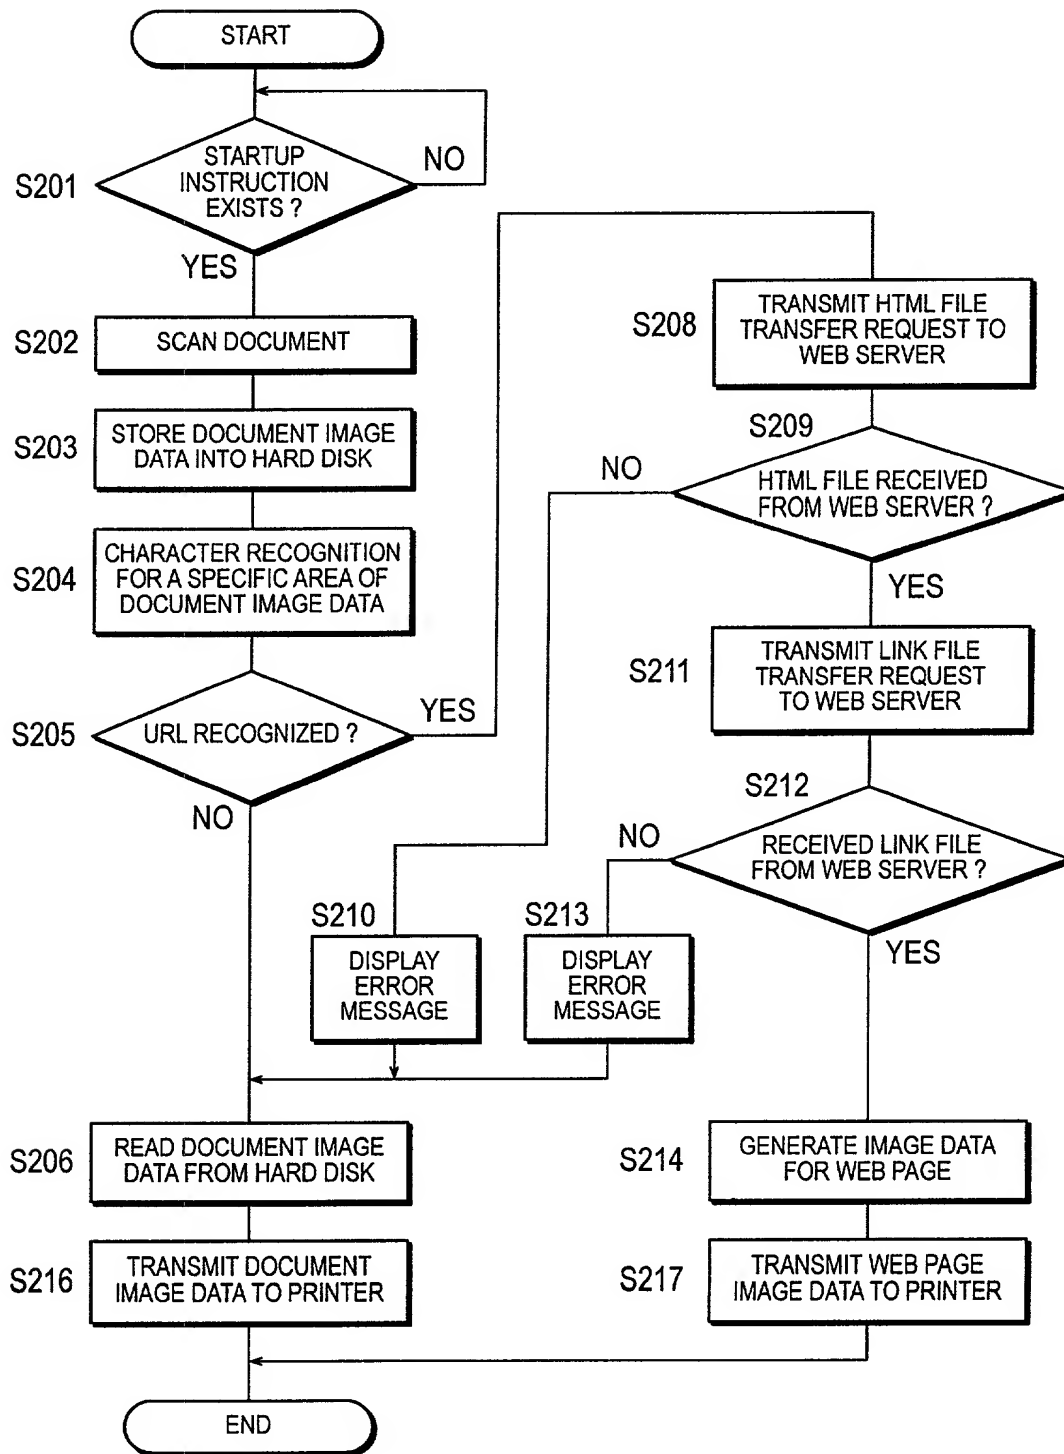 START
S201
STARTUP
INSTRUCTION
EXISTS ?
NO
YES
S202
SCAN DOCUMENT
S203
STORE DOCUMENT IMAGE
DATA INTO HARD DISK
S204
CHARACTER RECOGNITION
FOR A SPECIFIC AREA OF
DOCUMENT IMAGE DATA
S205
URL RECOGNIZED ?
YES
NO
S208
TRANSMIT HTML FILE
TRANSFER REQUEST TO
WEB SERVER
S209
HTML FILE RECEIVED
FROM WEB SERVER ?
NO
YES
S211
TRANSMIT LINK FILE
TRANSFER REQUEST
TO WEB SERVER
S212
RECEIVED LINK FILE
FROM WEB SERVER ?
NO
YES
S210
DISPLAY
ERROR
MESSAGE
S213
DISPLAY
ERROR
MESSAGE
S206
READ DOCUMENT IMAGE
DATA FROM HARD DISK
S214
GENERATE IMAGE DATA
FOR WEB PAGE
S216
TRANSMIT DOCUMENT
IMAGE DATA TO PRINTER
S217
TRANSMIT WEB PAGE
IMAGE DATA TO PRINTER
END